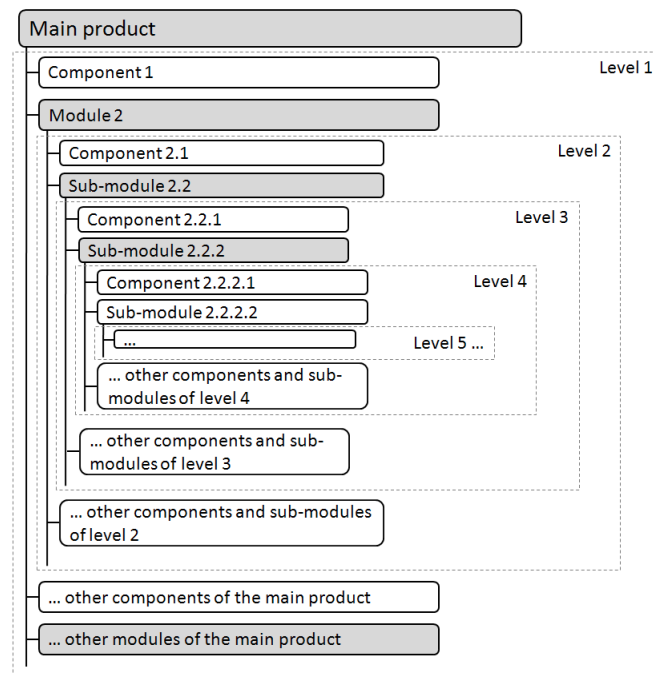 Main product
Level 1
Component 1
Module 2
Level 2
Component 2.1
Sub-module 2.2
Level 3
Component 2.2.1
Sub-module 2.2.2
Level 4
Component 2.2.2.1
Sub-module 2.2.2.2
...
Level 5 ...
... other components and sub-
modules of level 4
... other components and sub-
modules of level 3
... other components and sub-modules
of level 2
... other components of the main product
... other modules of the main product